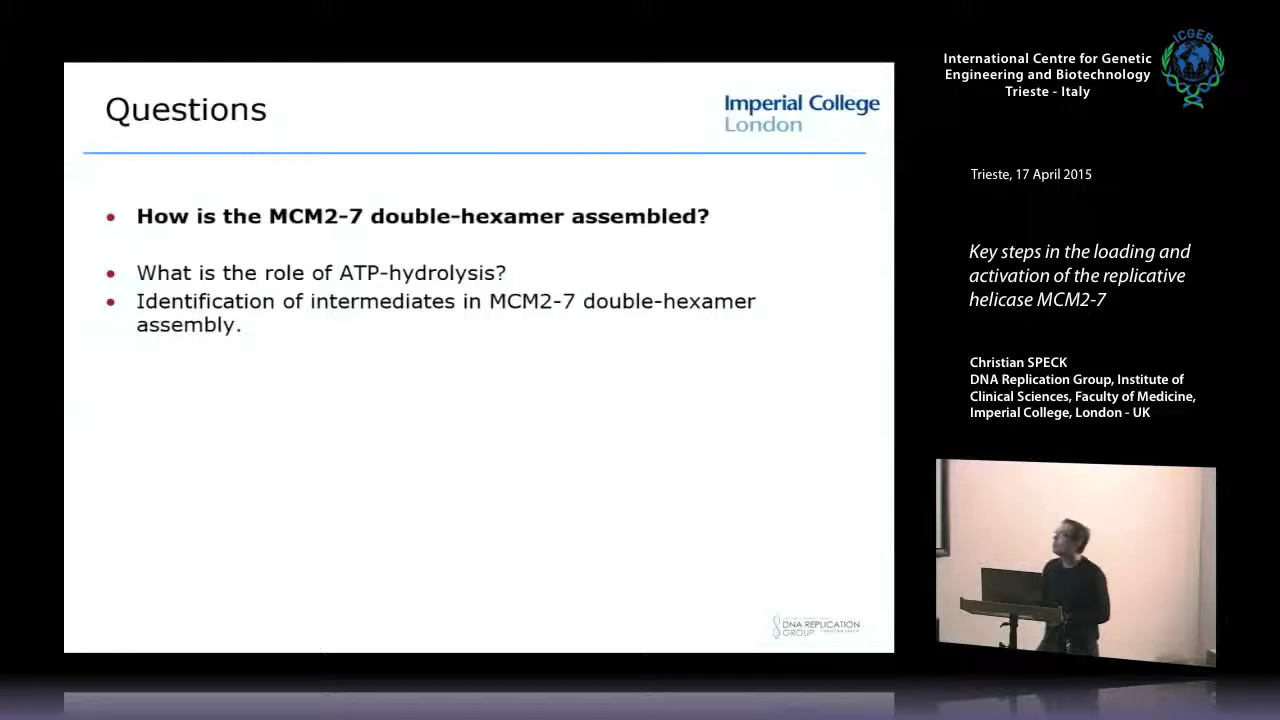 Questions
Imperial College
London
• How is the MCM2-7 double-hexamer assembled?
• What is the role of ATP-hydrolysis?
• Identification of intermediates in MCM2-7 double-hexamer
assembly.
DNA REPLICATION
GROUP
International Centre for Genetic
Engineering and Biotechnology
Trieste - Italy
ICGEB
Trieste, 17 April 2015
Key steps in the loading and
activation of the replicative
helicase MCM2-7
Christian SPECK
DNA Replication Group, Institute of
Clinical Sciences, Faculty of Medicine,
Imperial College, London - UK